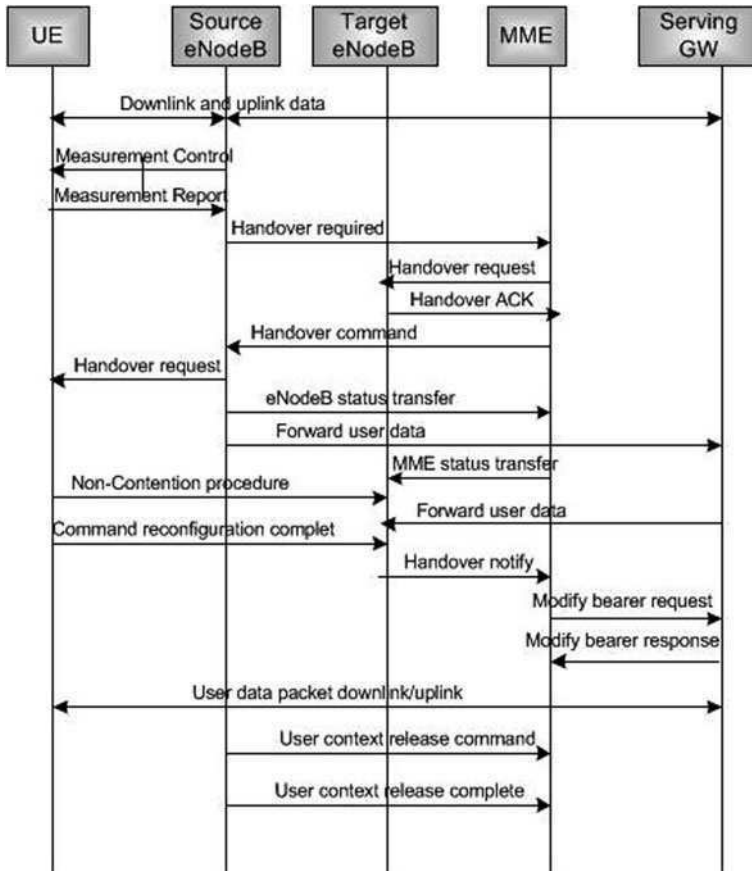 UE
Source
eNodeB
Target
eNodeB
MME
Serving
GW
Downlink and uplink data
Measurement Control
Measurement Report
Handover required
Handover request
Handover ACK
Handover command
Handover request
eNodeB status transfer
Forward user data
MME status transfer
Non-Contention procedure
Forward user data
Command reconfiguration complet
Handover notify
Modify bearer request
Modify bearer response
User data packet downlink/uplink
User context release command
User context release complete